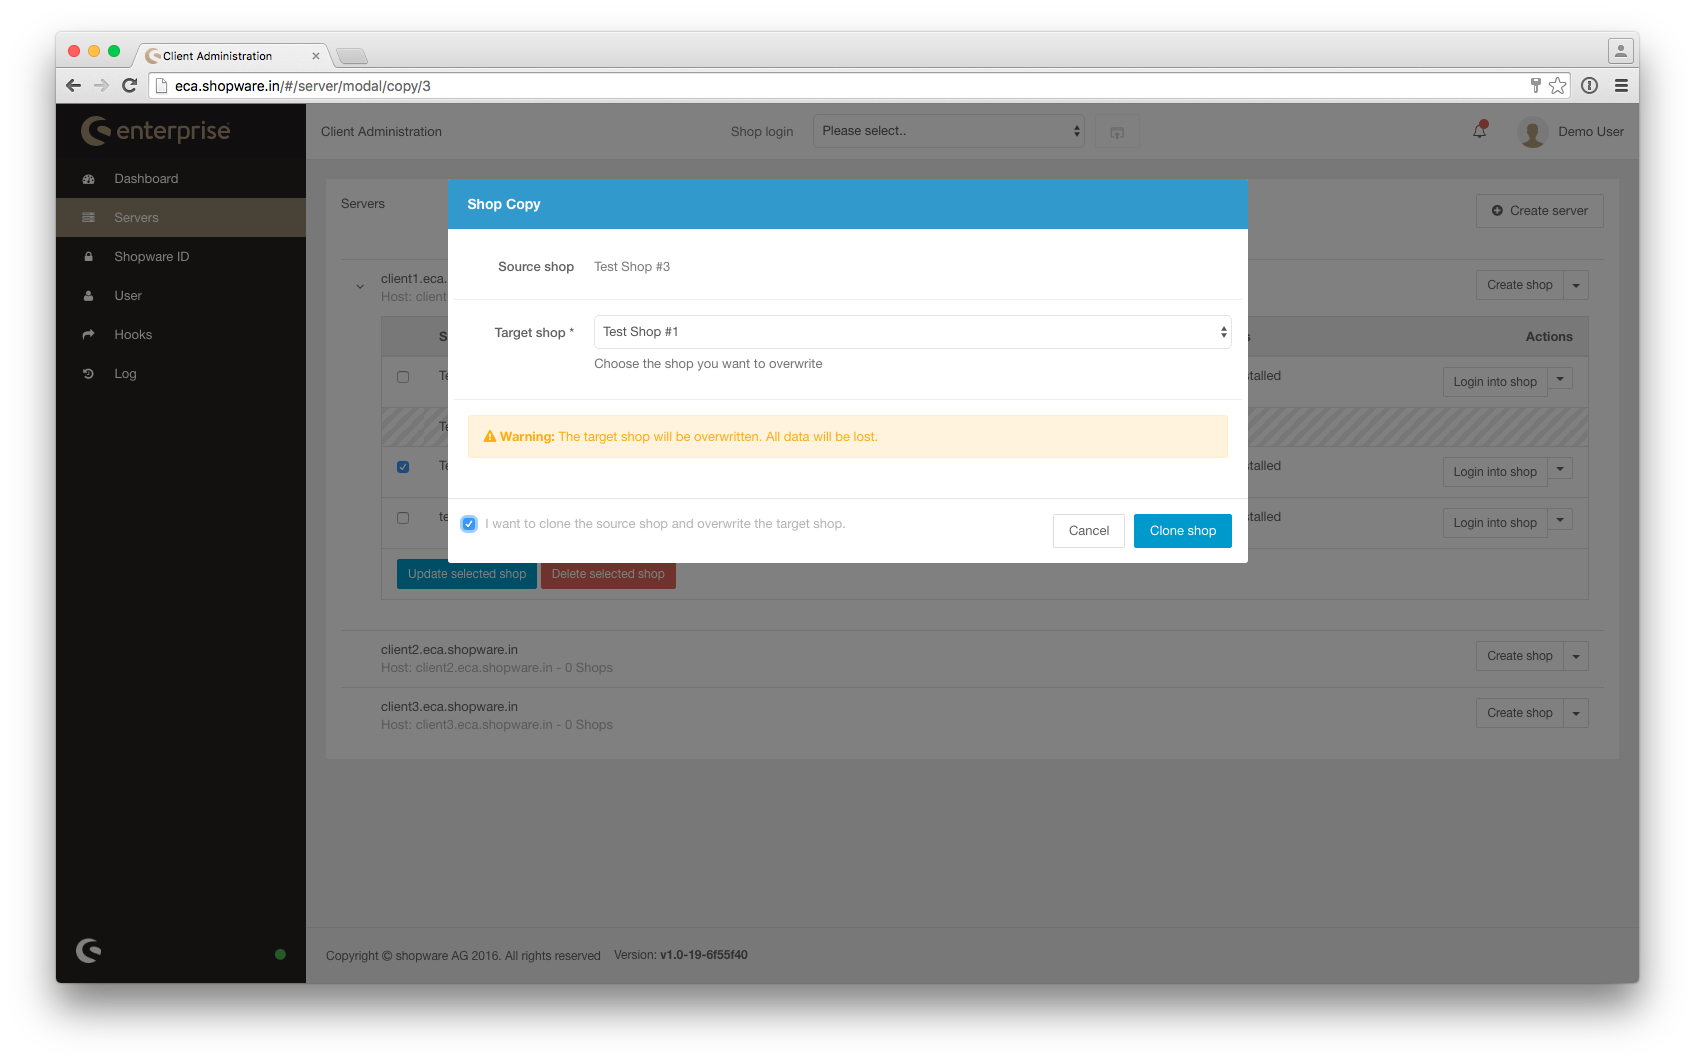 Client Administration
eca.shopware.in/#/server/modal/copy/3
enterprise
Client Administration
Shop login
Please select..
Demo User
Dashboard
Servers
Shopware ID
User
Hooks
Log
Servers
Create server
client1.eca.
Host: client
Create shop
Actions
Login into shop
Login into shop
Login into shop
Shop Copy
Source shop Test Shop #3
Target shop * Test Shop #1
Choose the shop you want to overwrite
Warning: The target shop will be overwritten. All data will be lost.
I want to clone the source shop and overwrite the target shop.
Cancel
Clone shop
Update selected shop
Delete selected shop
client2.eca.shopware.in
Host: client2.eca.shopware.in - 0 Shops
Create shop
client3.eca.shopware.in
Host: client3.eca.shopware.in - 0 Shops
Create shop
Copyright © shopware AG 2016. All rights reserved Version: v1.0-19-6f55f40